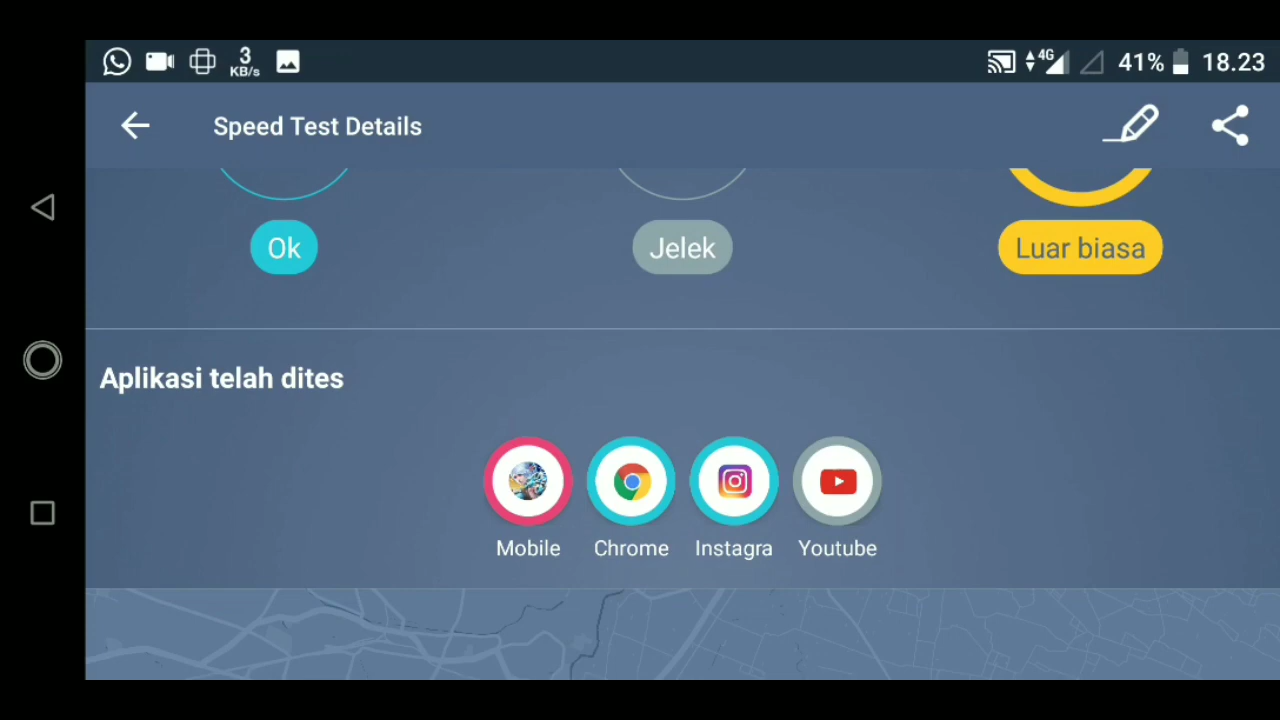 3 KB/s 4G 41% 18.23
Speed Test Details
Ok Jelek Luar biasa
Aplikasi telah dites
Mobile Chrome Instagra Youtube